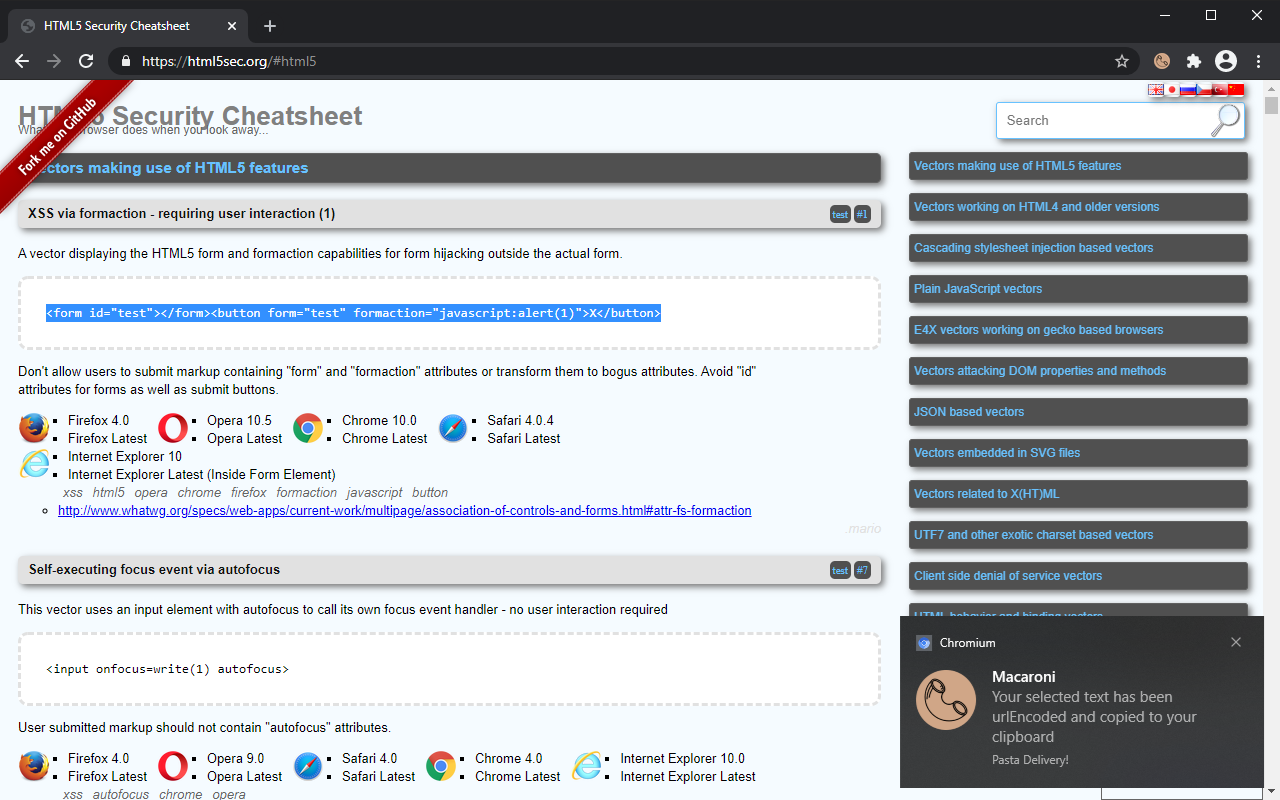 HTML5 Security Cheatsheet
https://html5sec.org/#html5
Fork me on GitHub
HTML5 Security Cheatsheet
What your browser does when you look away...
Search
Vectors making use of HTML5 features
XSS via formaction - requiring user interaction (1)
test #1
A vector displaying the HTML5 form and formaction capabilities for form hijacking outside the actual form.
<form id="test"></form><button form="test" formaction="javascript:alert(1)">X</button>
Don't allow users to submit markup containing "form" and "formaction" attributes or transform them to bogus attributes. Avoid "id"
attributes for forms as well as submit buttons.
Firefox 4.0
Firefox Latest
Opera 10.5
Opera Latest
Chrome 10.0
Chrome Latest
Safari 4.0.4
Safari Latest
Internet Explorer 10
Internet Explorer Latest (Inside Form Element)
xss html5 opera chrome firefox formaction javascript button
http://www.whatwg.org/specs/web-apps/current-work/multipage/association-of-controls-and-forms.html#attr-fs-formaction
.mario
Self-executing focus event via autofocus
test #7
This vector uses an input element with autofocus to call its own focus event handler - no user interaction required
<input onfocus=write(1) autofocus>
User submitted markup should not contain "autofocus" attributes.
Firefox 4.0
Firefox Latest
Opera 9.0
Opera Latest
Safari 4.0
Safari Latest
Chrome 4.0
Chrome Latest
Internet Explorer 10.0
Internet Explorer Latest
xss autofocus chrome opera
Vectors making use of HTML5 features
Vectors working on HTML4 and older versions
Cascading stylesheet injection based vectors
Plain JavaScript vectors
E4X vectors working on gecko based browsers
Vectors attacking DOM properties and methods
JSON based vectors
Vectors embedded in SVG files
Vectors related to X(HT)ML
UTF7 and other exotic charset based vectors
Client side denial of service vectors
HTML behavior and binding vectors
Chromium
Macaroni
Your selected text has been
urlEncoded and copied to your
clipboard
Pasta Delivery!